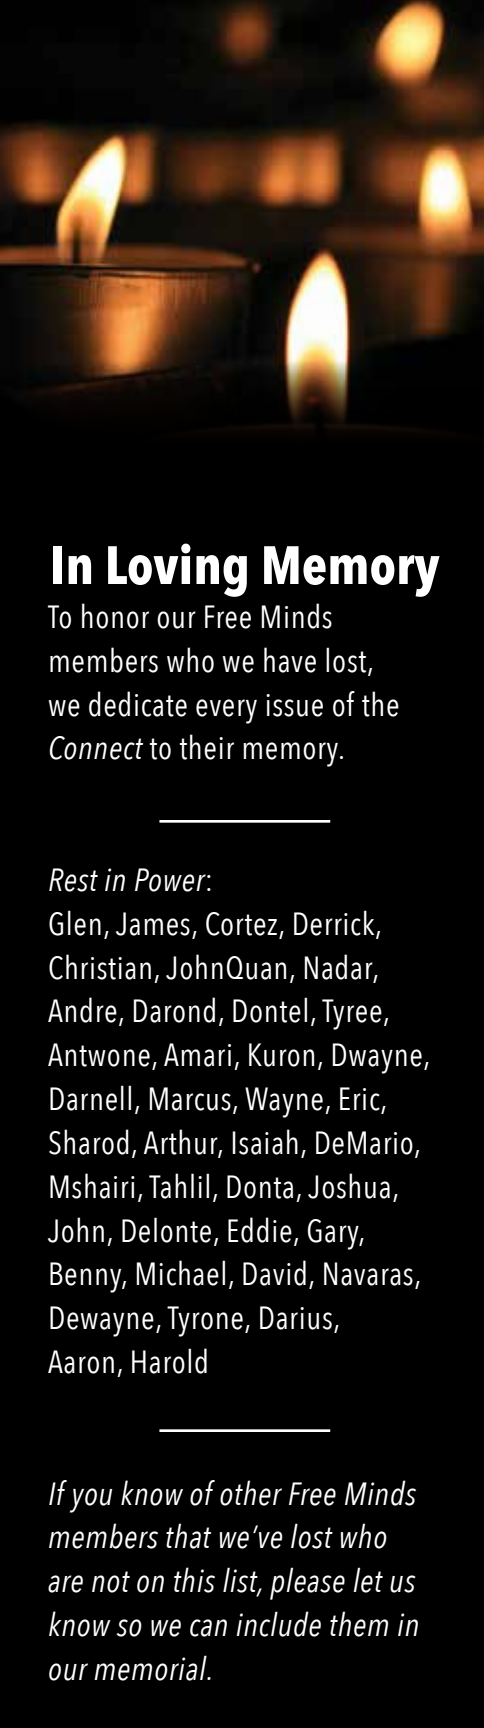 In Loving Memory
To honor our Free Minds
members who we have lost,
we dedicate every issue of the
Connect to their memory.
Rest in Power:
Glen, James, Cortez, Derrick,
Christian, JohnQuan, Nadar,
Andre, Darond, Dontel, Tyree,
Antwone, Amari, Kuron, Dwayne,
Darnell, Marcus, Wayne, Eric,
Sharod, Arthur, Isaiah, DeMario,
Mshairi, Tahlil, Donta, Joshua,
John, Delonte, Eddie, Gary,
Benny, Michael, David, Navaras,
Dewayne, Tyrone, Darius,
Aaron, Harold
If you know of other Free Minds
members that we’ve lost who
are not on this list, please let us
know so we can include them in
our memorial.